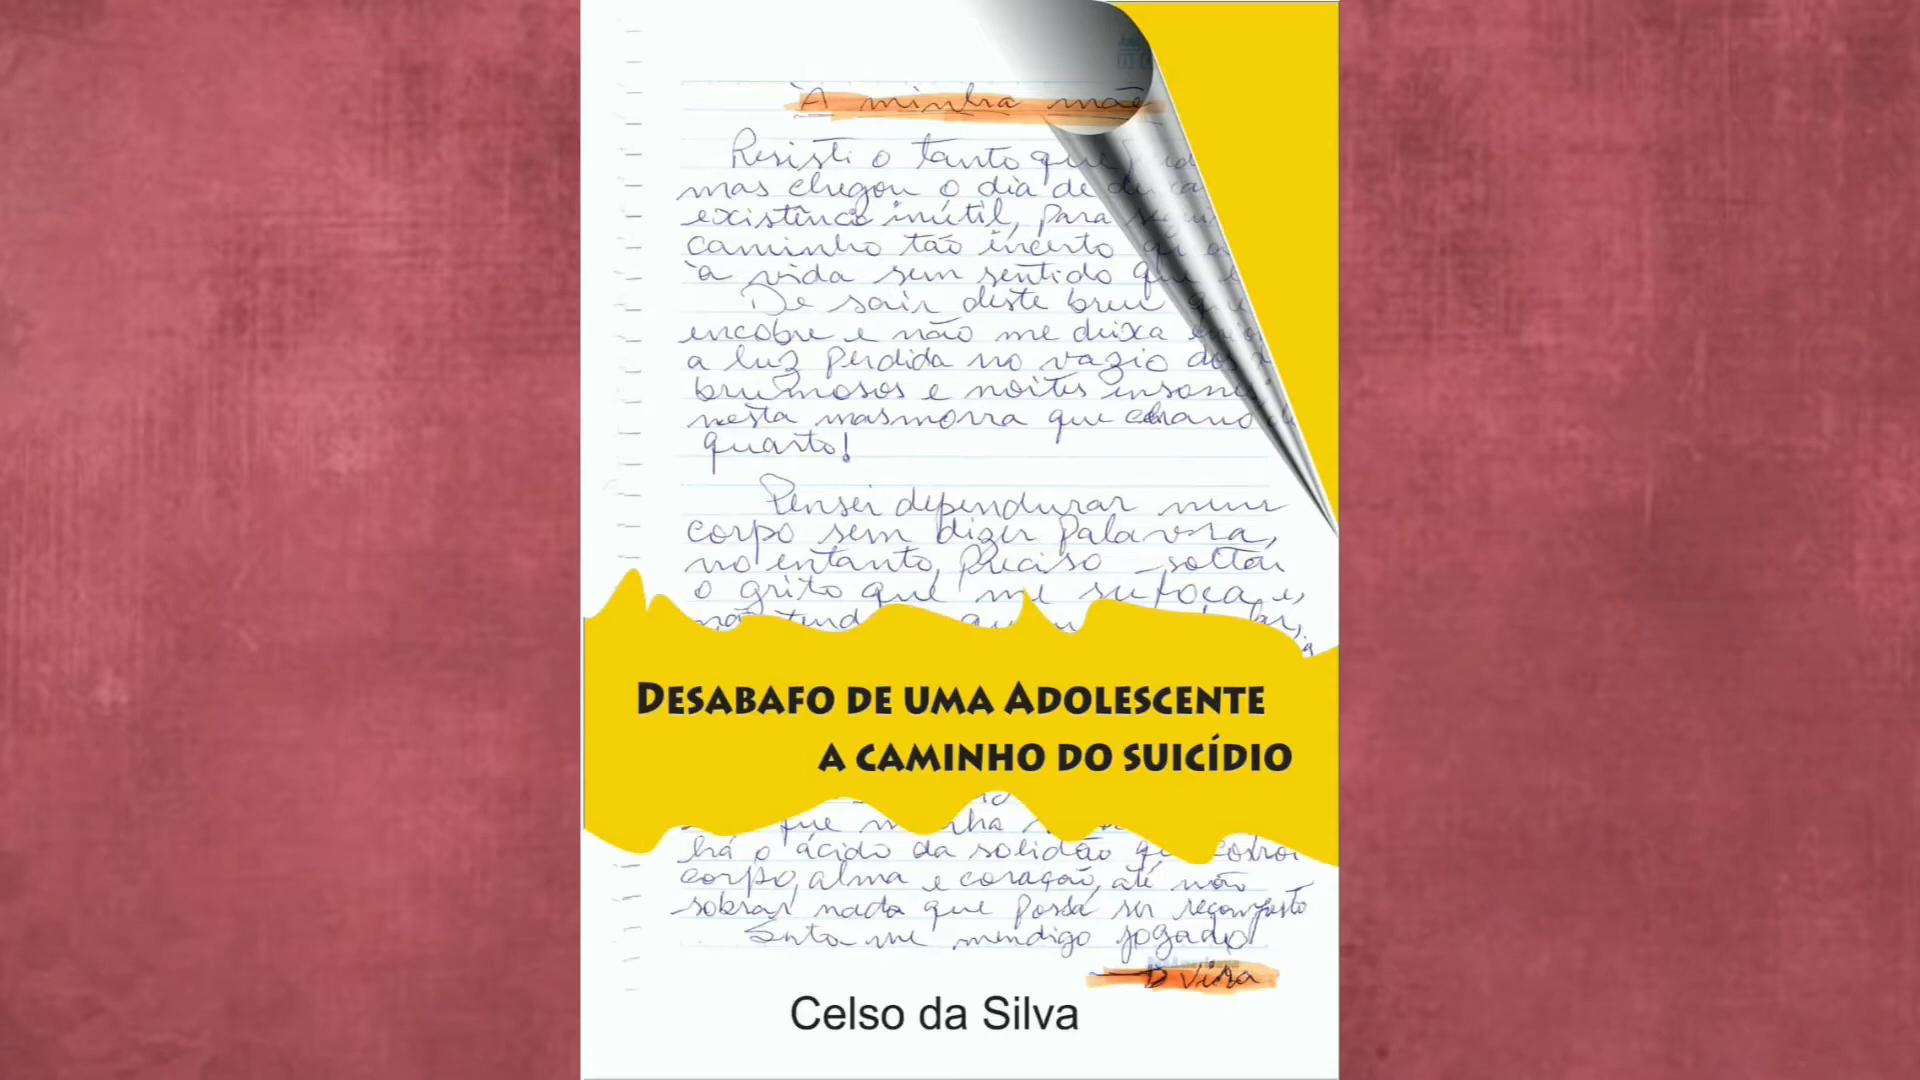 À minha mãe
Resisti o tanto que
mas chegou o dia de
existência inútil, para
caminho tão incerto
à vida sem sentido que
De sair deste breu que
encobre e não me deixa
a luz perdida no vazio dos
brumosos e noites insones
nesta masmorra que chamo de
quarto!
Pensei dependurar meu
corpo sem dizer palavra,
no entanto, preciso soltar
o grito que me sufoca e,
DESABAFO DE UMA ADOLESCENTE
A CAMINHO DO SUICÍDIO
que minha
há o ácido da solidão que corrói
corpo, alma e coração, até não
sobrar nada que possa ser recomposto
Sinto-me mendigo jogado
Celso da Silva